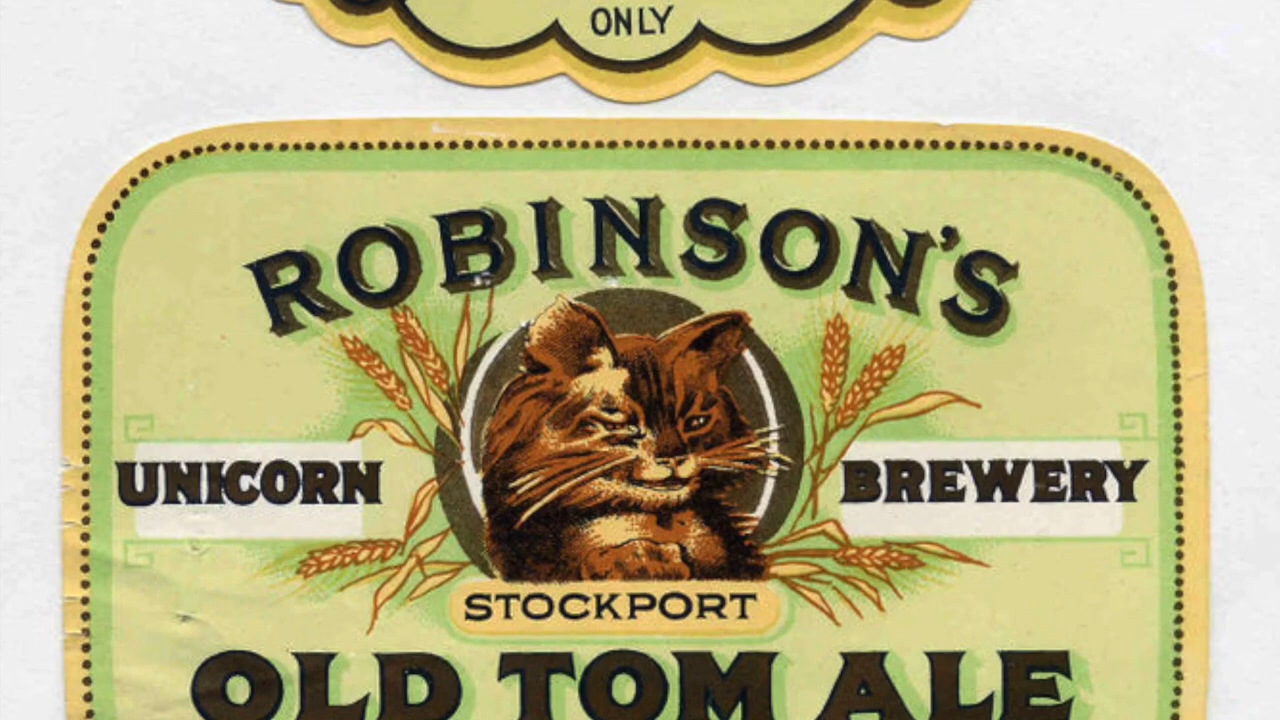 ONLY
ROBINSON'S
UNICORN BREWERY
STOCKPORT
OLD TOM ALE